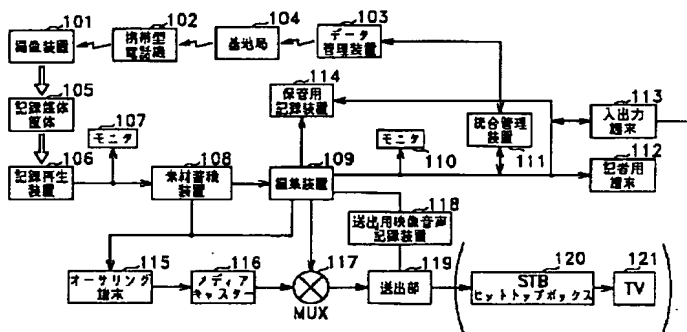 101
撮像装置
102
携帯型
電話機
104
基地局
103
データ
管理装置
105
記録媒体
筐体
107
モニタ
114
保管用
記録装置
113
入出力
端末
統合管理
装置
111
106
記録再生
装置
108
素材蓄積
装置
109
編集装置
モニタ
110
112
記者用
端末
118
送出用映像音声
記録装置
115
オーサリング
端末
116
メディア
キャスター
117
MUX
119
送出部
120
STB
ヒットトップボックス
121
TV